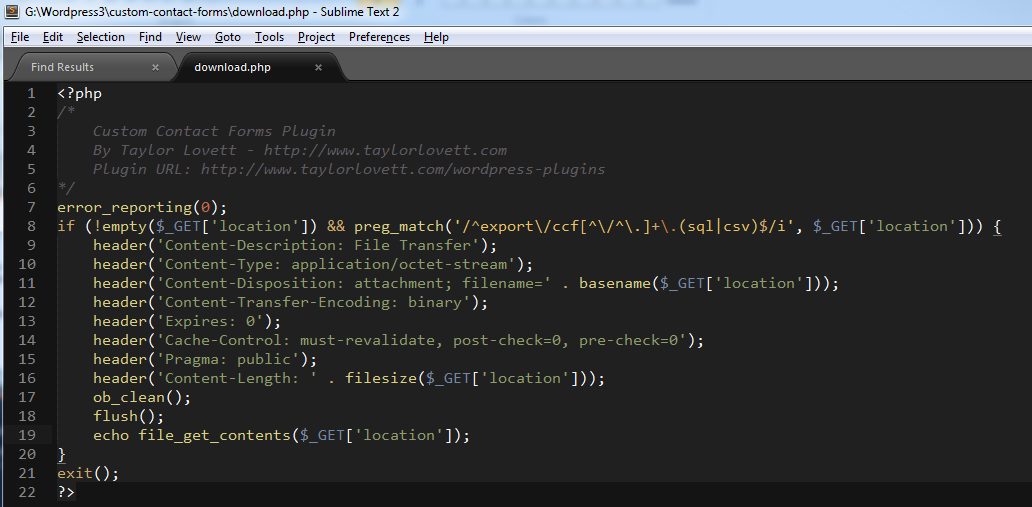 G:\Wordpress3\custom-contact-forms\download.php - Sublime Text 2
File Edit Selection Find View Goto Tools Project Preferences Help
Find Results × download.php ×
1 <?php
2 /*
3     Custom Contact Forms Plugin
4     By Taylor Lovett - http://www.taylorlovett.com
5     Plugin URL: http://www.taylorlovett.com/wordpress-plugins
6 */
7 error_reporting(0);
8 if (!empty($_GET['location']) && preg_match('/^export\/ccf[^\/^\.]+\.(sql|csv)$/i', $_GET['location'])) {
9     header('Content-Description: File Transfer');
10     header('Content-Type: application/octet-stream');
11     header('Content-Disposition: attachment; filename=' . basename($_GET['location']));
12     header('Content-Transfer-Encoding: binary');
13     header('Expires: 0');
14     header('Cache-Control: must-revalidate, post-check=0, pre-check=0');
15     header('Pragma: public');
16     header('Content-Length: ' . filesize($_GET['location']));
17     ob_clean();
18     flush();
19     echo file_get_contents($_GET['location']);
20 }
21 exit();
22 ?>